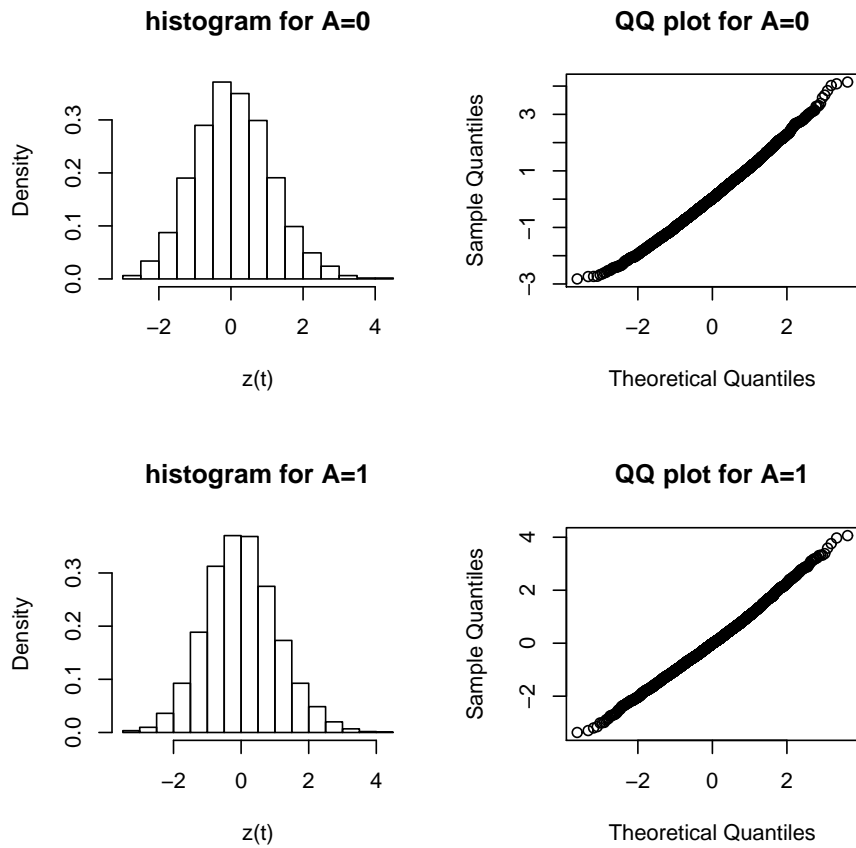 histogram for A=0
Density
0.0
0.1
0.2
0.3
−2
0
2
4
z(t)
QQ plot for A=0
Sample Quantiles
−3
−1
1
3
−2
0
2
Theoretical Quantiles
histogram for A=1
Density
0.0
0.1
0.2
0.3
−2
0
2
4
z(t)
QQ plot for A=1
Sample Quantiles
−2
0
2
4
−2
0
2
Theoretical Quantiles